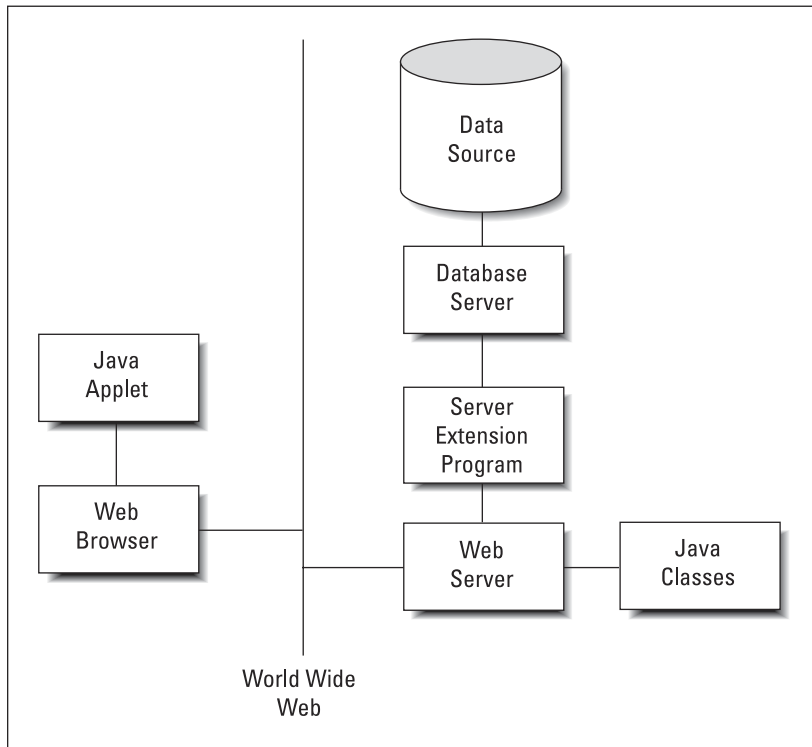 Data
Source
Database
Server
Java
Applet
Server
Extension
Program
Web
Browser
Web
Server
Java
Classes
World Wide
Web